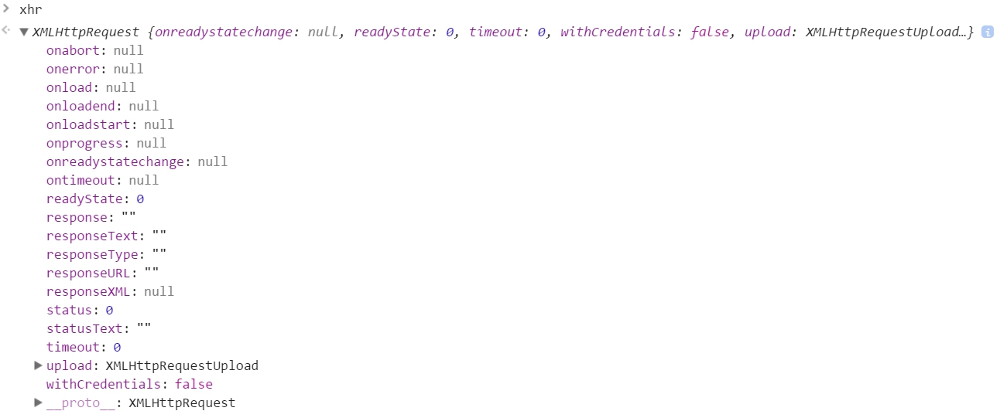 > xhr
XMLHttpRequest {onreadystatechange: null, readyState: 0, timeout: 0, withCredentials: false, upload: XMLHttpRequestUpload…} i
onabort: null
onerror: null
onload: null
onloadend: null
onloadstart: null
onprogress: null
onreadystatechange: null
ontimeout: null
readyState: 0
response: ""
responseText: ""
responseType: ""
responseURL: ""
responseXML: null
status: 0
statusText: ""
timeout: 0
upload: XMLHttpRequestUpload
withCredentials: false
__proto__: XMLHttpRequest